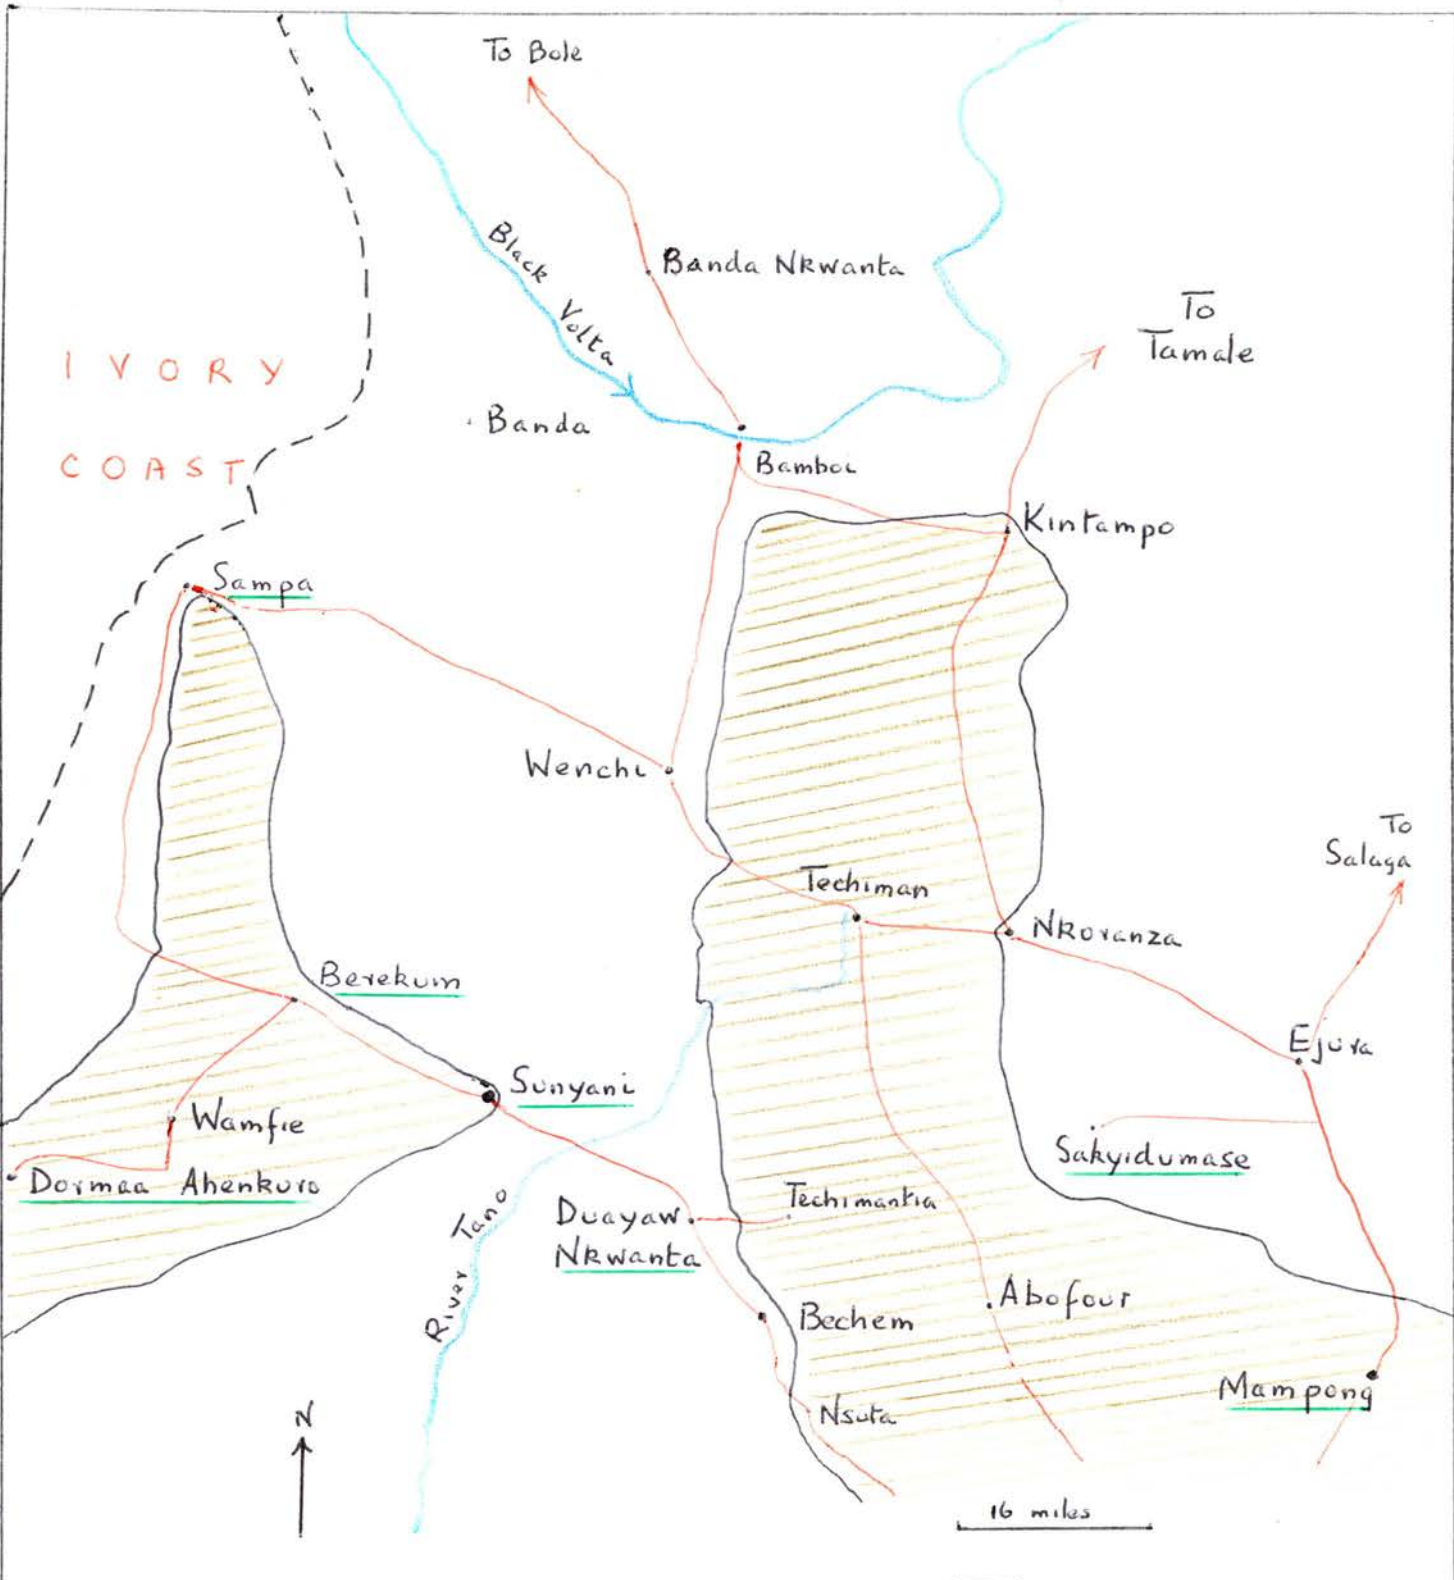 To Bole
Black Volta
Banda Nkwanta
To
Tamale
IVORY
COAST
Banda
Bamboi
Kintampo
Sampa
Wenchi
To
Salaga
Techiman
Nkoranza
Berekum
Ejura
Sunyani
Wamfie
Sakyidumase
Dormaa Ahenkuro
Techimantia
River Tano
Duayaw
Nkwanta
Abofour
Bechem
Mampong
Nsuta
N
16 miles